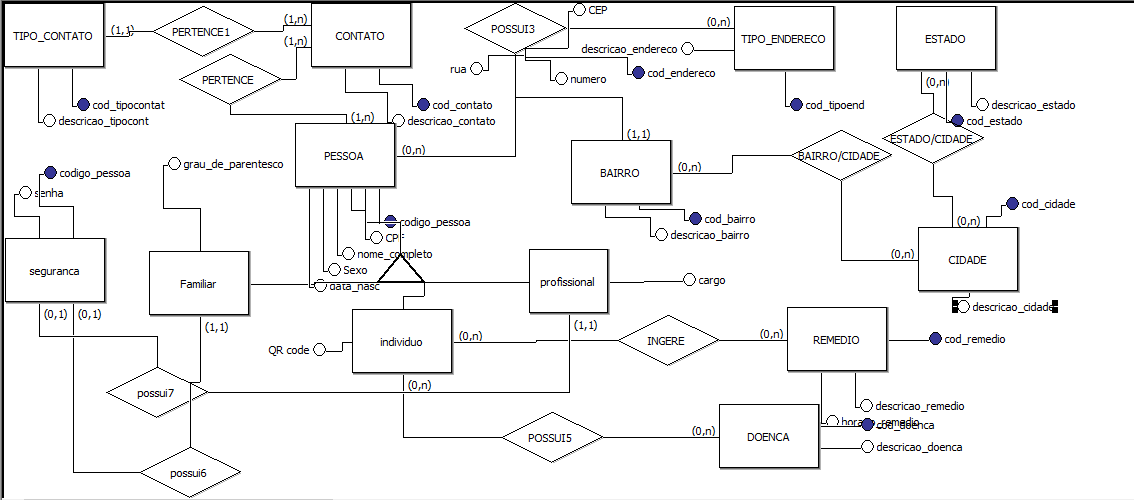 CEP
TIPO_CONTATO
(1,1)
PERTENCE1
(1,n)
CONTATO
POSSUI3
(0,n)
TIPO_ENDERECO
ESTADO
(1,n)
descricao_endereco
PERTENCE
rua
numero
cod_endereco
(0,n)
cod_tipocontat
cod_contato
cod_tipoend
descricao_estado
descricao_tipocont
(1,n)
descricao_contato
cod_estado
(1,1)
ESTADO/CIDADE
PESSOA
(0,n)
BAIRRO/CIDADE
grau_de_parentesco
codigo_pessoa
BAIRRO
(0,n)
senha
cod_cidade
codigo_pessoa
cod_bairro
(0,n)
descricao_bairro
nome_completo
(0,n)
CIDADE
seguranca
Sexo
Familiar
data_nasc
profissional
cargo
descricao_cidade
(0,1)
(0,1)
(1,1)
(1,1)
individuo
(0,n)
INGERE
(0,n)
REMEDIO
cod_remedio
QR code
(0,n)
possui7
descricao_remedio
cod_doenca
(0,n)
POSSUI5
DOENCA
descricao_doenca
possui6